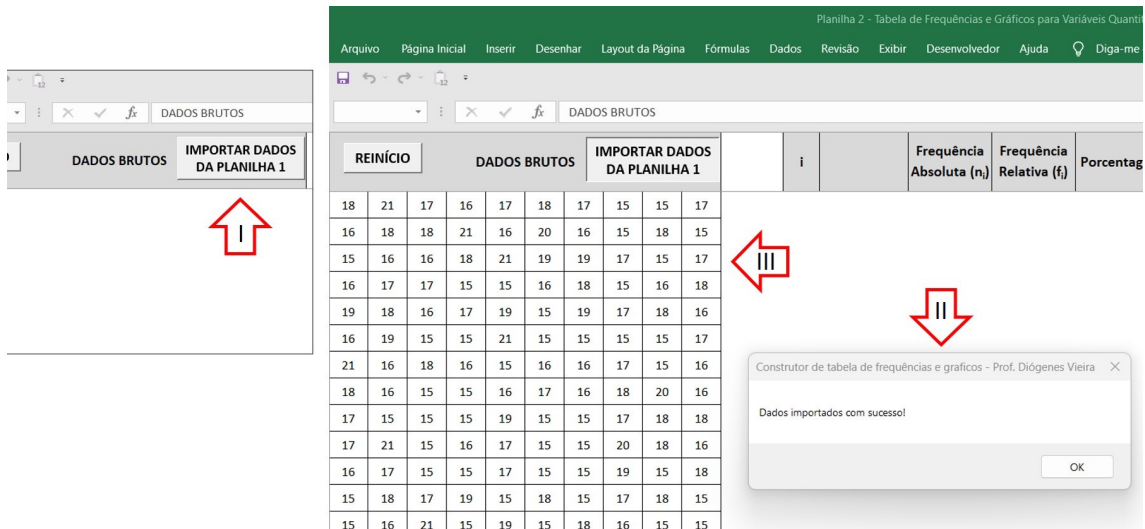 12
fx DADOS BRUTOS
DADOS BRUTOS
IMPORTAR DADOS
DA PLANILHA 1
I
Planilha 2 - Tabela de Frequências e Gráficos para Variáveis Quantit
Arquivo Página Inicial Inserir Desenhar Layout da Página Fórmulas Dados Revisão Exibir Desenvolvedor Ajuda Diga-me
12
fx DADOS BRUTOS
REINÍCIO
DADOS BRUTOS
IMPORTAR DADOS
DA PLANILHA 1
i
Frequência
Absoluta (ni)
Frequência
Relativa (fi)
Porcentag
18 21 17 16 17 18 17 15 15 17
16 18 18 21 16 20 16 15 18 15
15 16 16 18 21 19 19 17 15 17
16 17 17 15 15 16 18 15 16 18
19 18 16 17 19 15 19 17 18 16
16 19 15 15 21 15 15 15 15 17
21 16 18 16 15 16 16 17 15 16
18 16 15 15 16 17 16 18 20 16
17 15 15 15 19 15 15 17 18 18
17 21 15 16 17 15 15 20 18 16
16 17 15 15 17 15 15 19 15 18
15 18 17 19 15 18 15 17 18 15
15 16 21 15 19 15 18 16 15 15
III
II
Construtor de tabela de frequências e graficos - Prof. Diógenes Vieira
Dados importados com sucesso!
OK